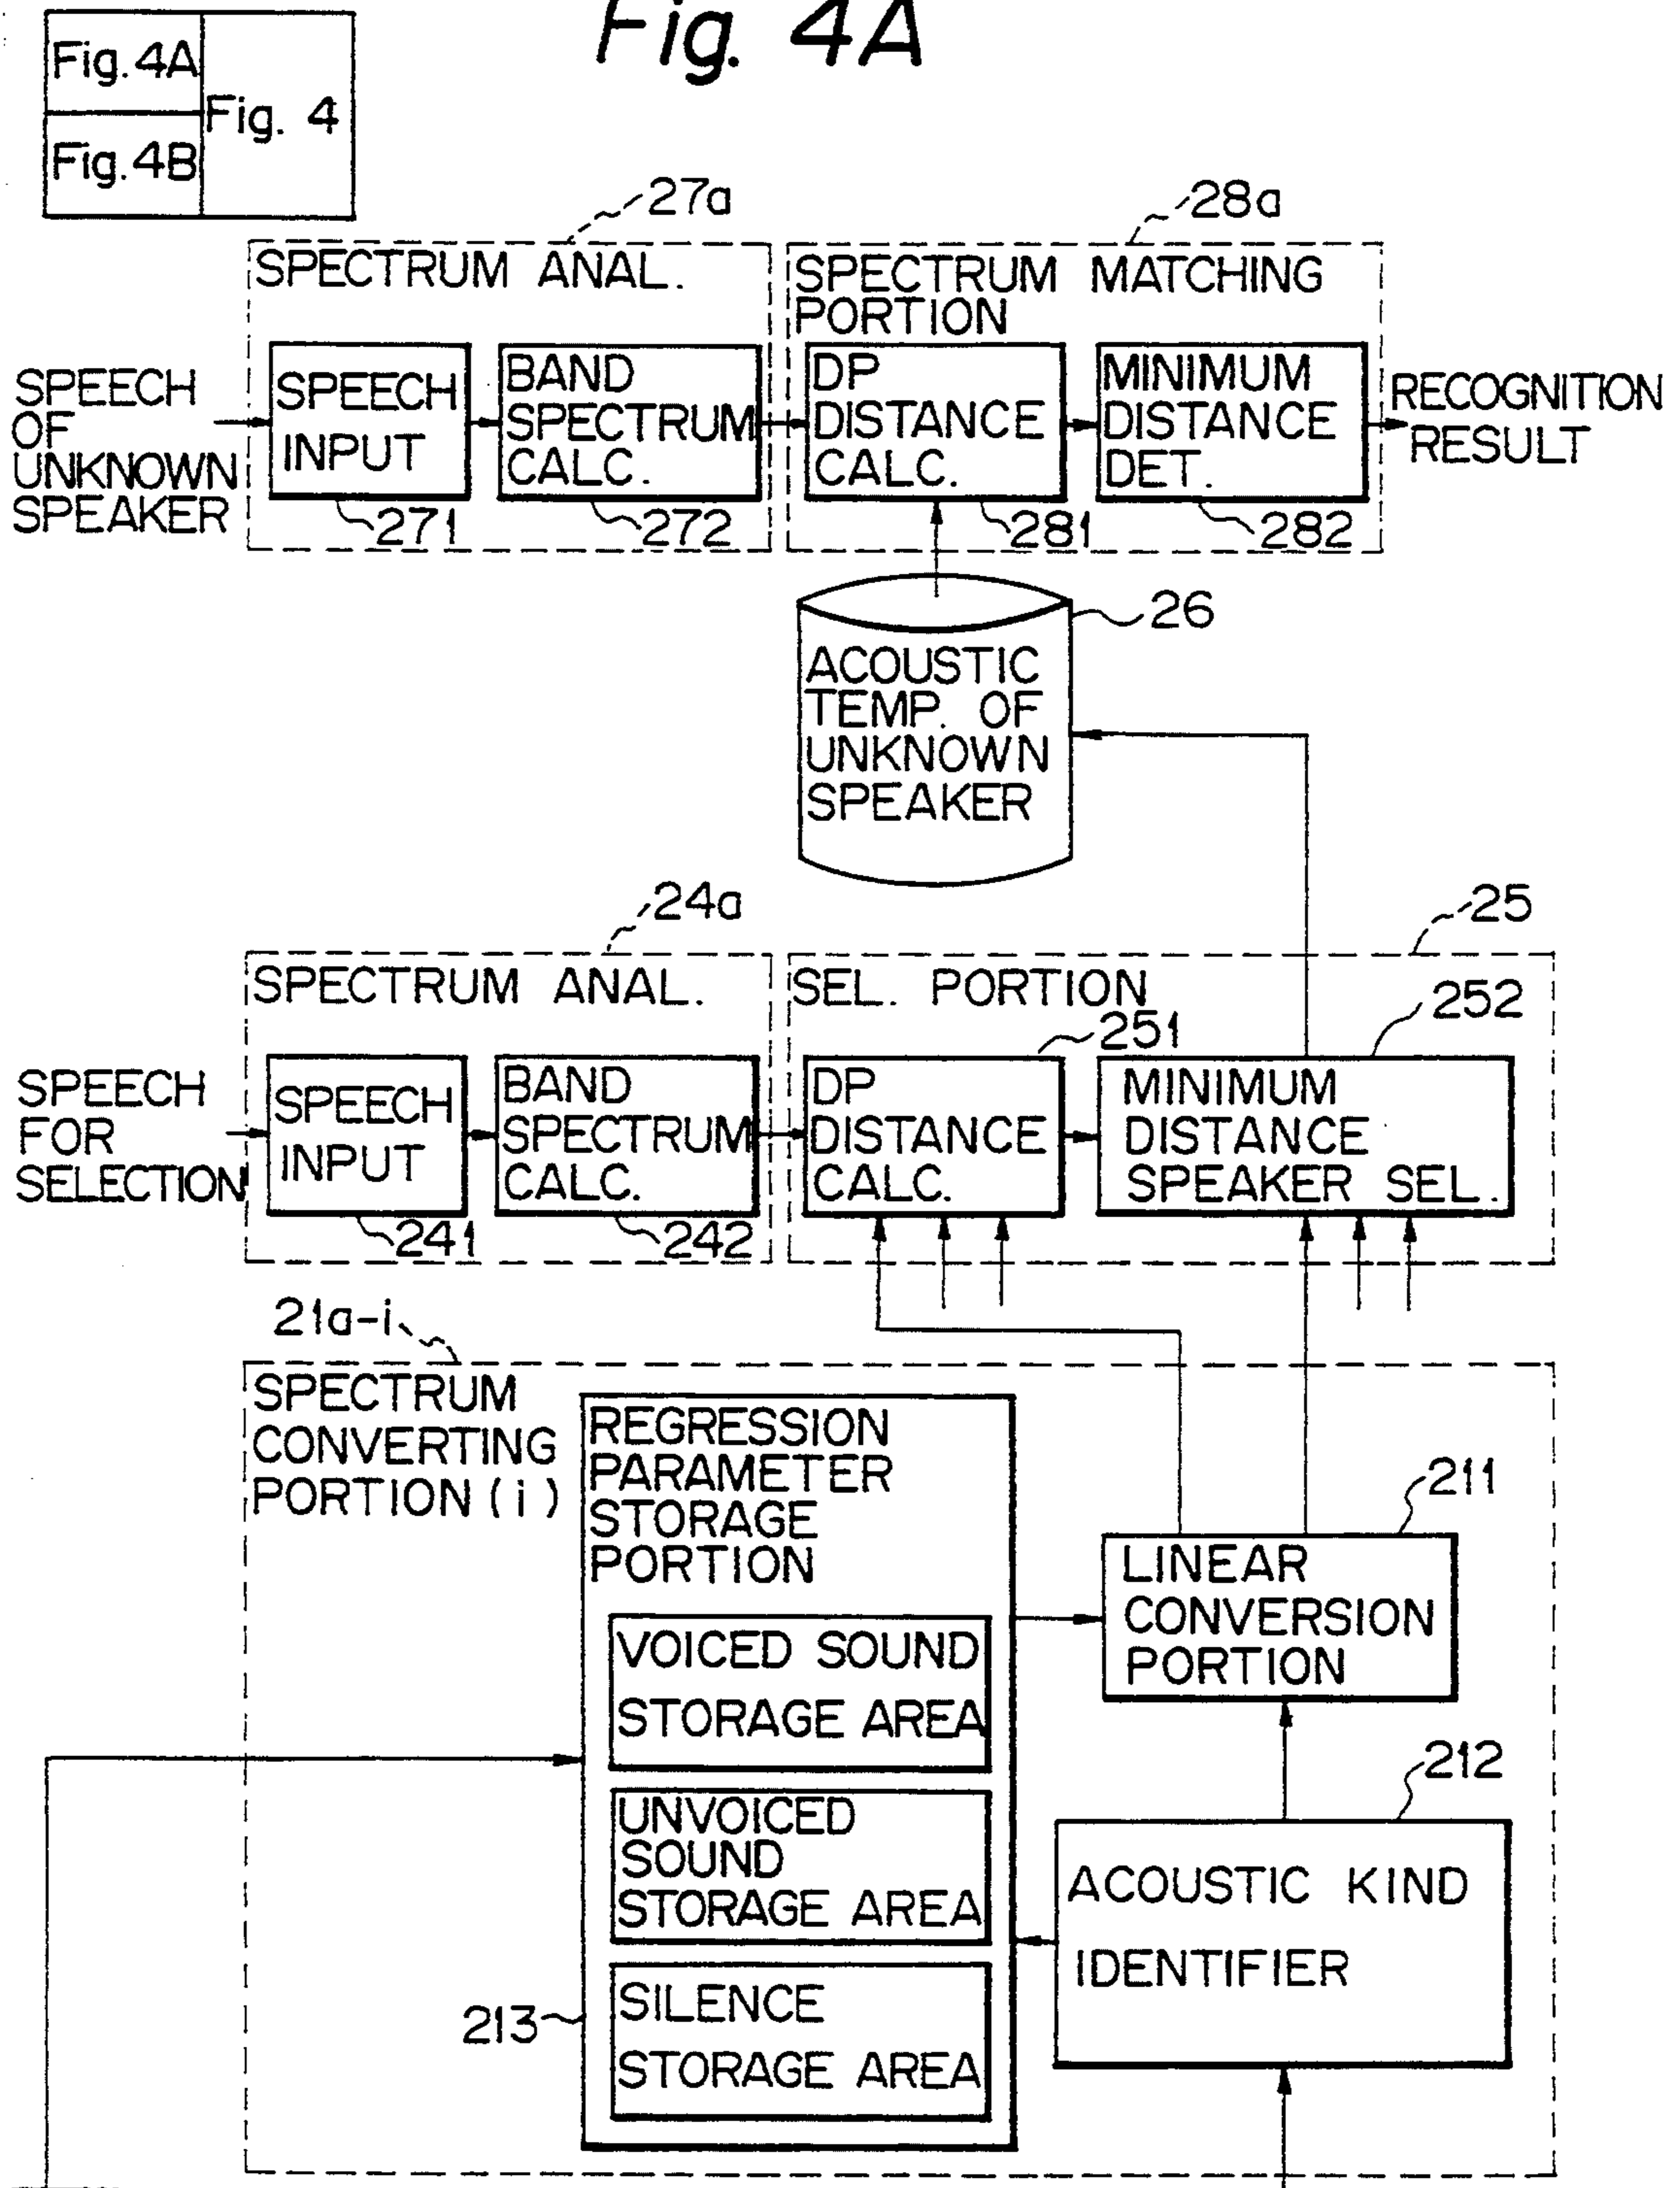 Fig. 4A
Fig. 4A
Fig. 4
Fig. 4B
27a
28a
SPECTRUM ANAL.
SPECTRUM MATCHING
PORTION
SPEECH
OF
UNKNOWN
SPEAKER
SPEECH
INPUT
BAND
SPECTRUM
CALC.
DP
DISTANCE
CALC.
MINIMUM
DISTANCE
DET.
RECOGNITION
RESULT
271
272
281
282
26
ACOUSTIC
TEMP. OF
UNKNOWN
SPEAKER
24a
25
SPECTRUM ANAL.
SEL. PORTION
251
252
SPEECH
FOR
SELECTION
SPEECH
INPUT
BAND
SPECTRUM
CALC.
DP
DISTANCE
CALC.
MINIMUM
DISTANCE
SPEAKER SEL.
241
242
21a-i
SPECTRUM
CONVERTING
PORTION (i)
REGRESSION
PARAMETER
STORAGE
PORTION
211
LINEAR
CONVERSION
PORTION
VOICED SOUND
STORAGE AREA
212
UNVOICED
SOUND
STORAGE AREA
ACOUSTIC KIND
IDENTIFIER
213
SILENCE
STORAGE AREA